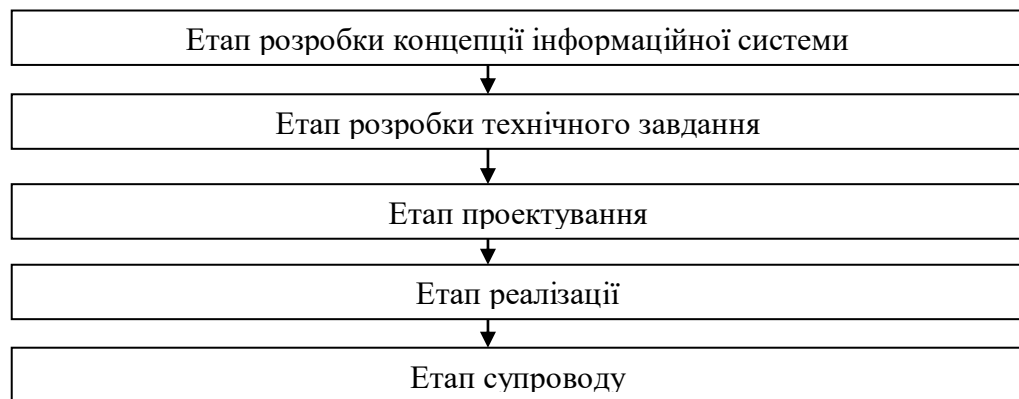 Етап розробки концепції інформаційної системи
Етап розробки технічного завдання
Етап проектування
Етап реалізації
Етап супроводу